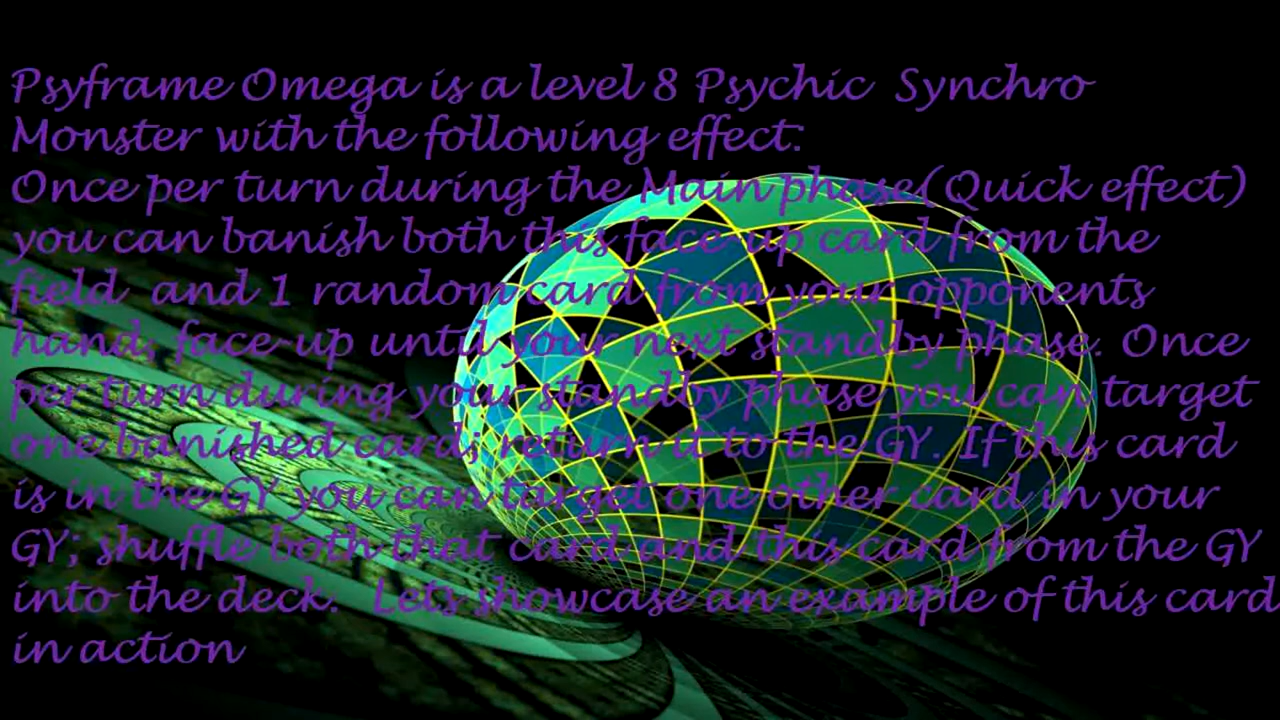 Psyframe Omega is a level 8 Psychic Synchro
Monster with the following effect:
Once per turn during the Main phase(Quick effect)
you can banish both this face-up card from the
field and 1 random card from your opponents
hand, face-up until your next standby phase. Once
per turn during your standby phase you can target
one banished card; return it to the GY. If this card
is in the GY you can target one other card in your
GY; shuffle both that card and this card from the GY
into the deck. Lets showcase an example of this card
in action